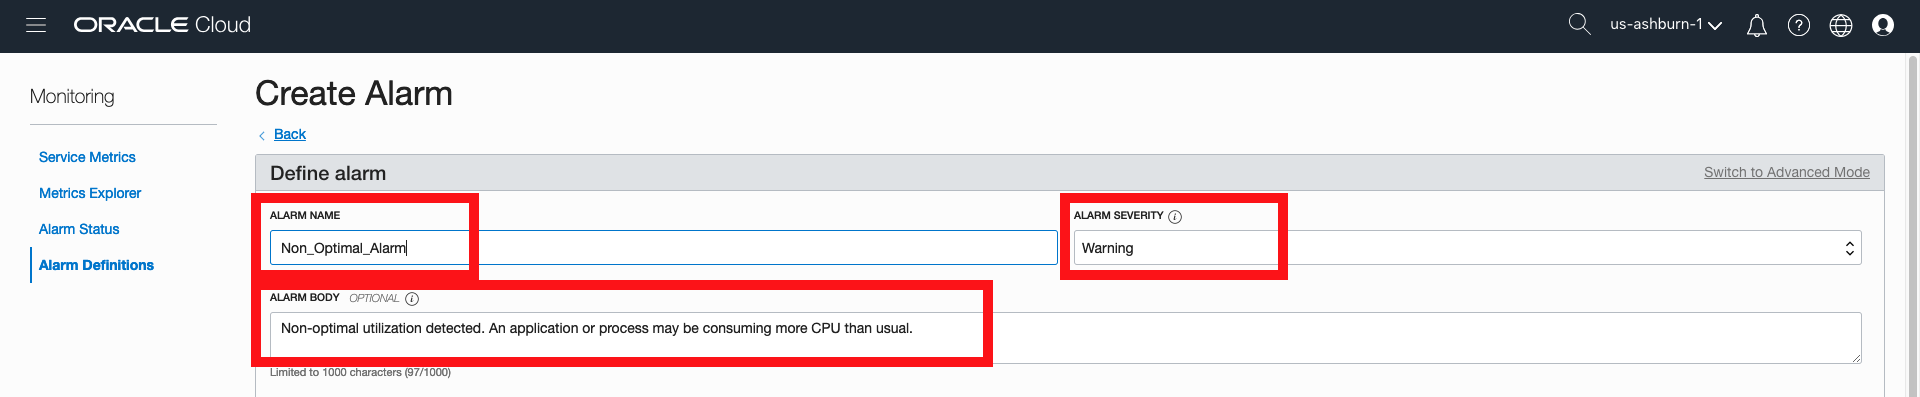 ORACLE Cloud
us-ashburn-1
Monitoring
Service Metrics
Metrics Explorer
Alarm Status
Alarm Definitions
Create Alarm
Back
Define alarm
Switch to Advanced Mode
ALARM NAME
Non_Optimal_Alarm
ALARM SEVERITY
Warning
ALARM BODY OPTIONAL
Non-optimal utilization detected. An application or process may be consuming more CPU than usual.
Limited to 1000 characters (97/1000)